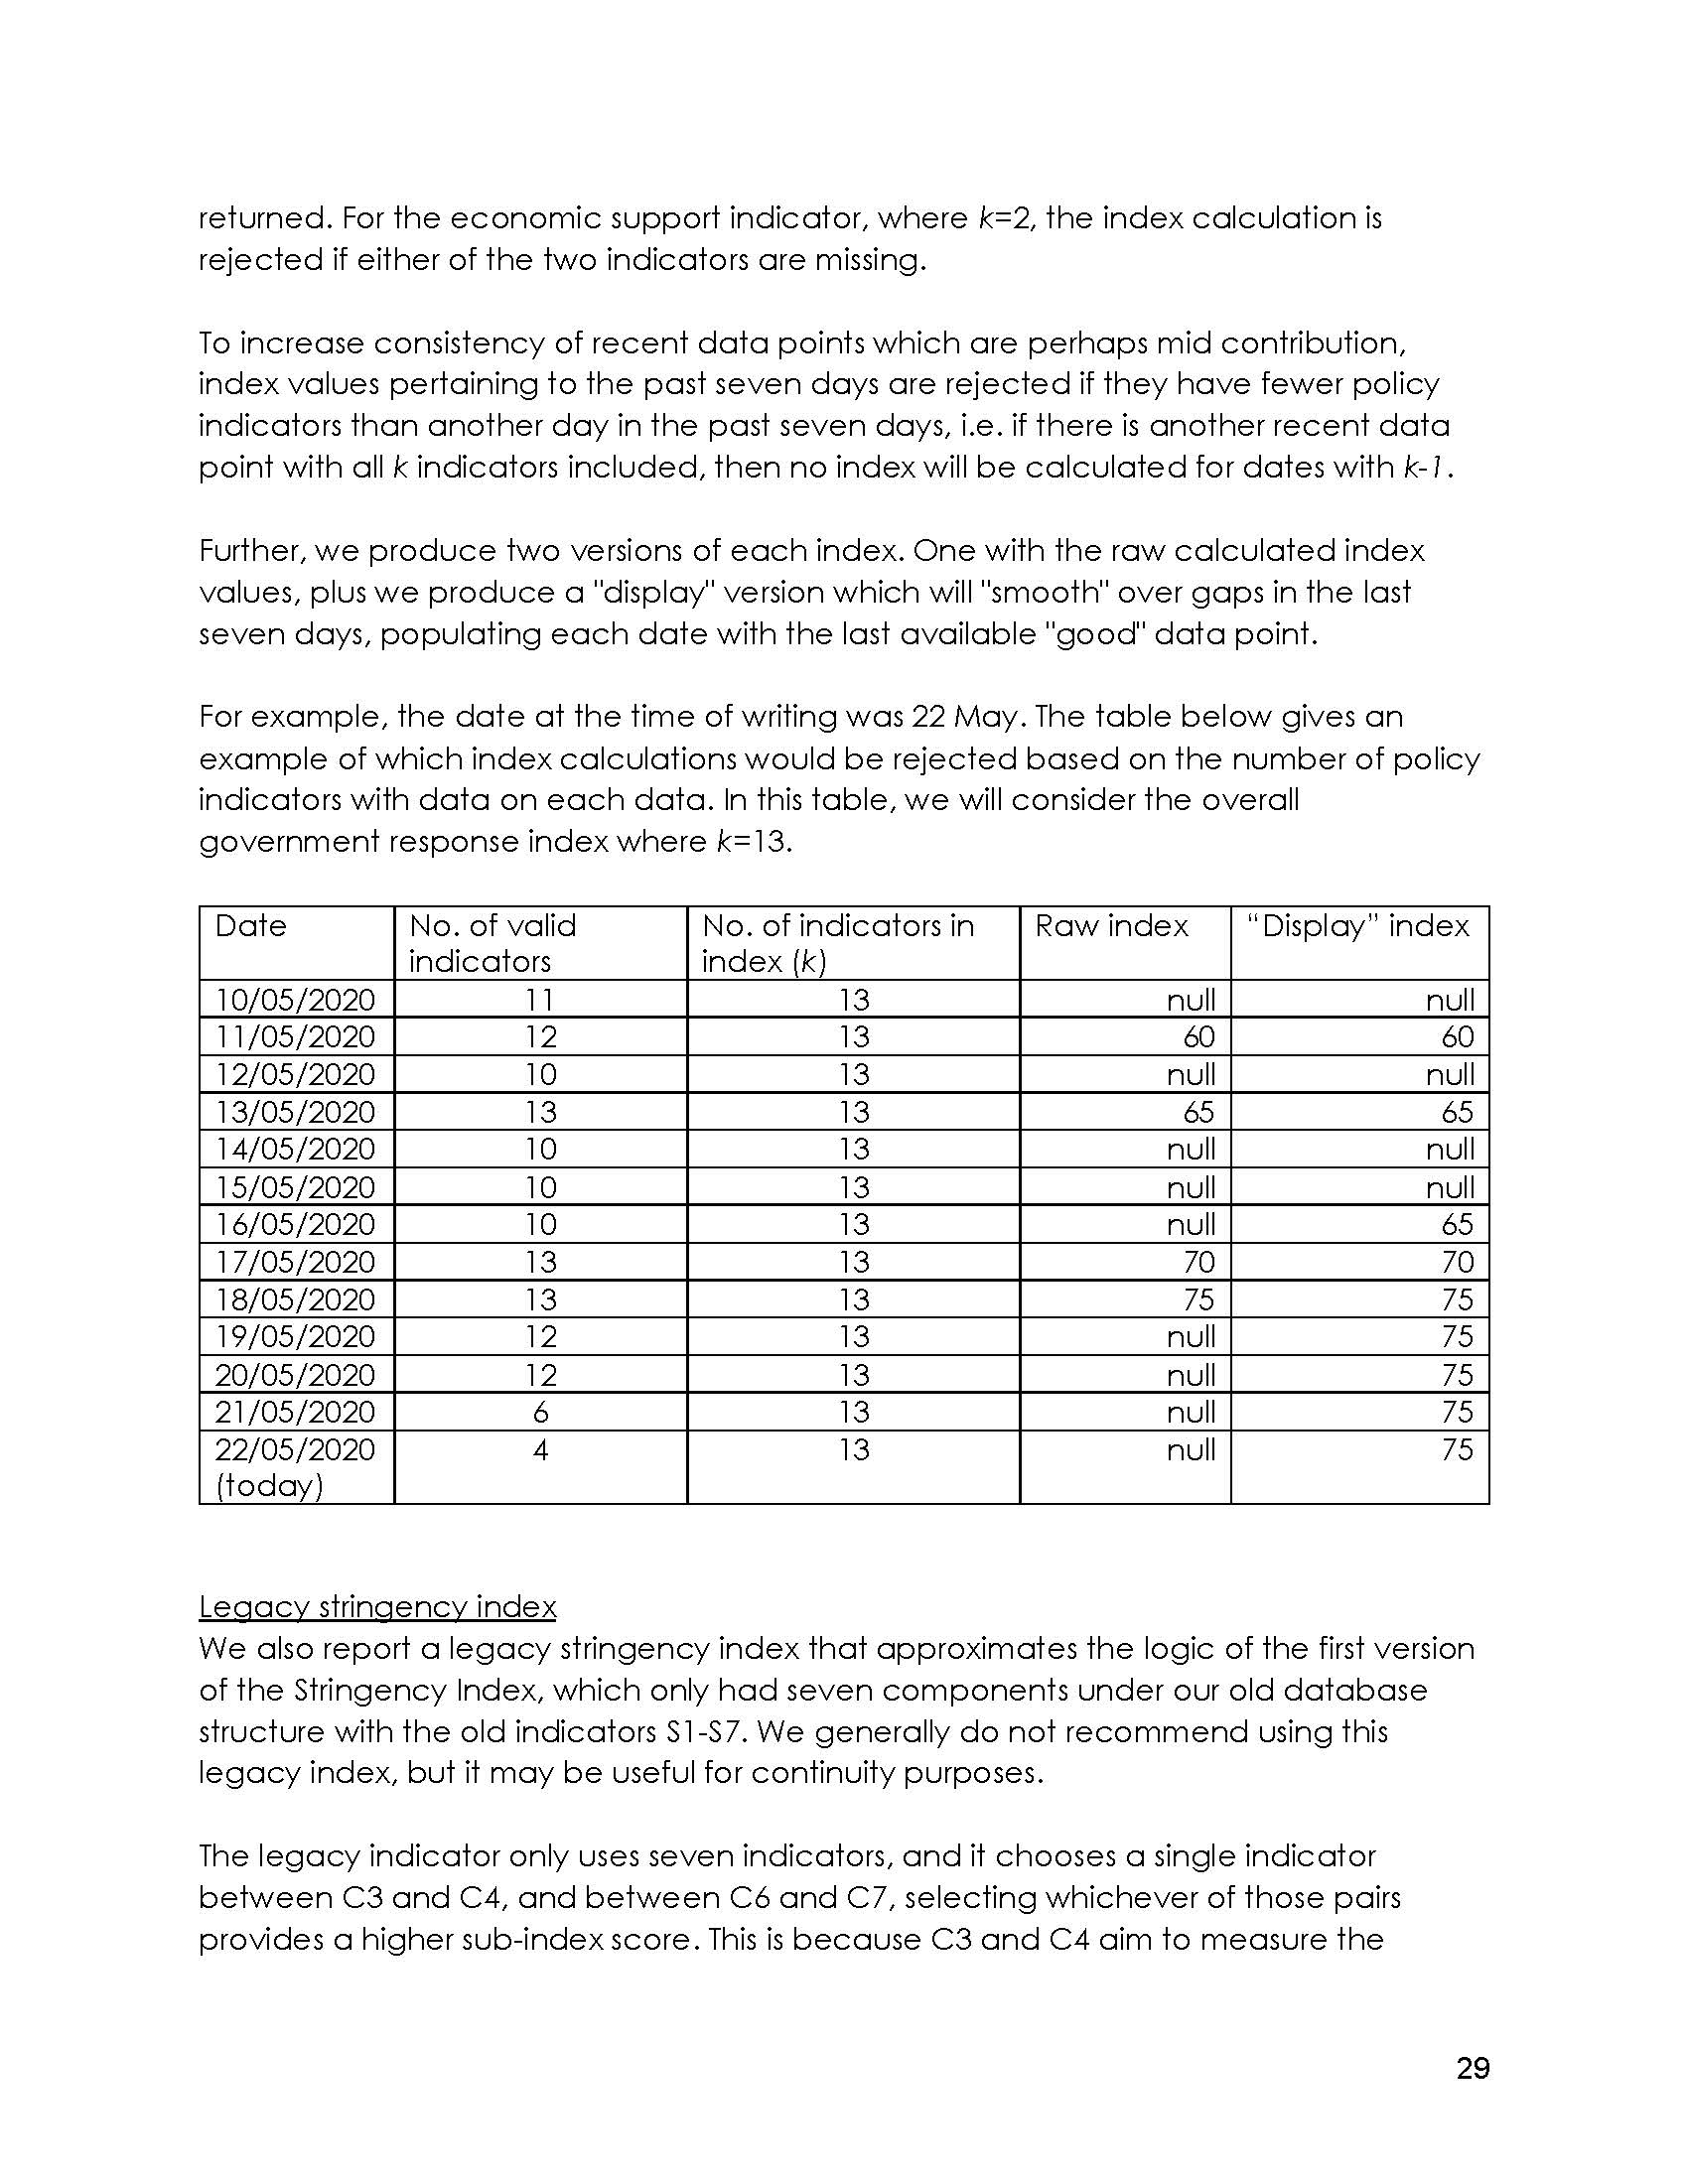 returned. For the economic support indicator, where k=2, the index calculation is
rejected if either of the two indicators are missing.
To increase consistency of recent data points which are perhaps mid contribution,
index values pertaining to the past seven days are rejected if they have fewer policy
indicators than another day in the past seven days, i.e. if there is another recent data
point with all k indicators included, then no index will be calculated for dates with k-1.
Further, we produce two versions of each index. One with the raw calculated index
values, plus we produce a "display" version which will "smooth" over gaps in the last
seven days, populating each date with the last available "good" data point.
For example, the date at the time of writing was 22 May. The table below gives an
example of which index calculations would be rejected based on the number of policy
indicators with data on each data. In this table, we will consider the overall
government response index where k=13.
Date No. of valid indicators No. of indicators in index (k) Raw index “Display” index
10/05/2020 11 13 null null
11/05/2020 12 13 60 60
12/05/2020 10 13 null null
13/05/2020 13 13 65 65
14/05/2020 10 13 null null
15/05/2020 10 13 null null
16/05/2020 10 13 null 65
17/05/2020 13 13 70 70
18/05/2020 13 13 75 75
19/05/2020 12 13 null 75
20/05/2020 12 13 null 75
21/05/2020 6 13 null 75
22/05/2020 (today) 4 13 null 75
Legacy stringency index
We also report a legacy stringency index that approximates the logic of the first version
of the Stringency Index, which only had seven components under our old database
structure with the old indicators S1-S7. We generally do not recommend using this
legacy index, but it may be useful for continuity purposes.
The legacy indicator only uses seven indicators, and it chooses a single indicator
between C3 and C4, and between C6 and C7, selecting whichever of those pairs
provides a higher sub-index score. This is because C3 and C4 aim to measure the
29